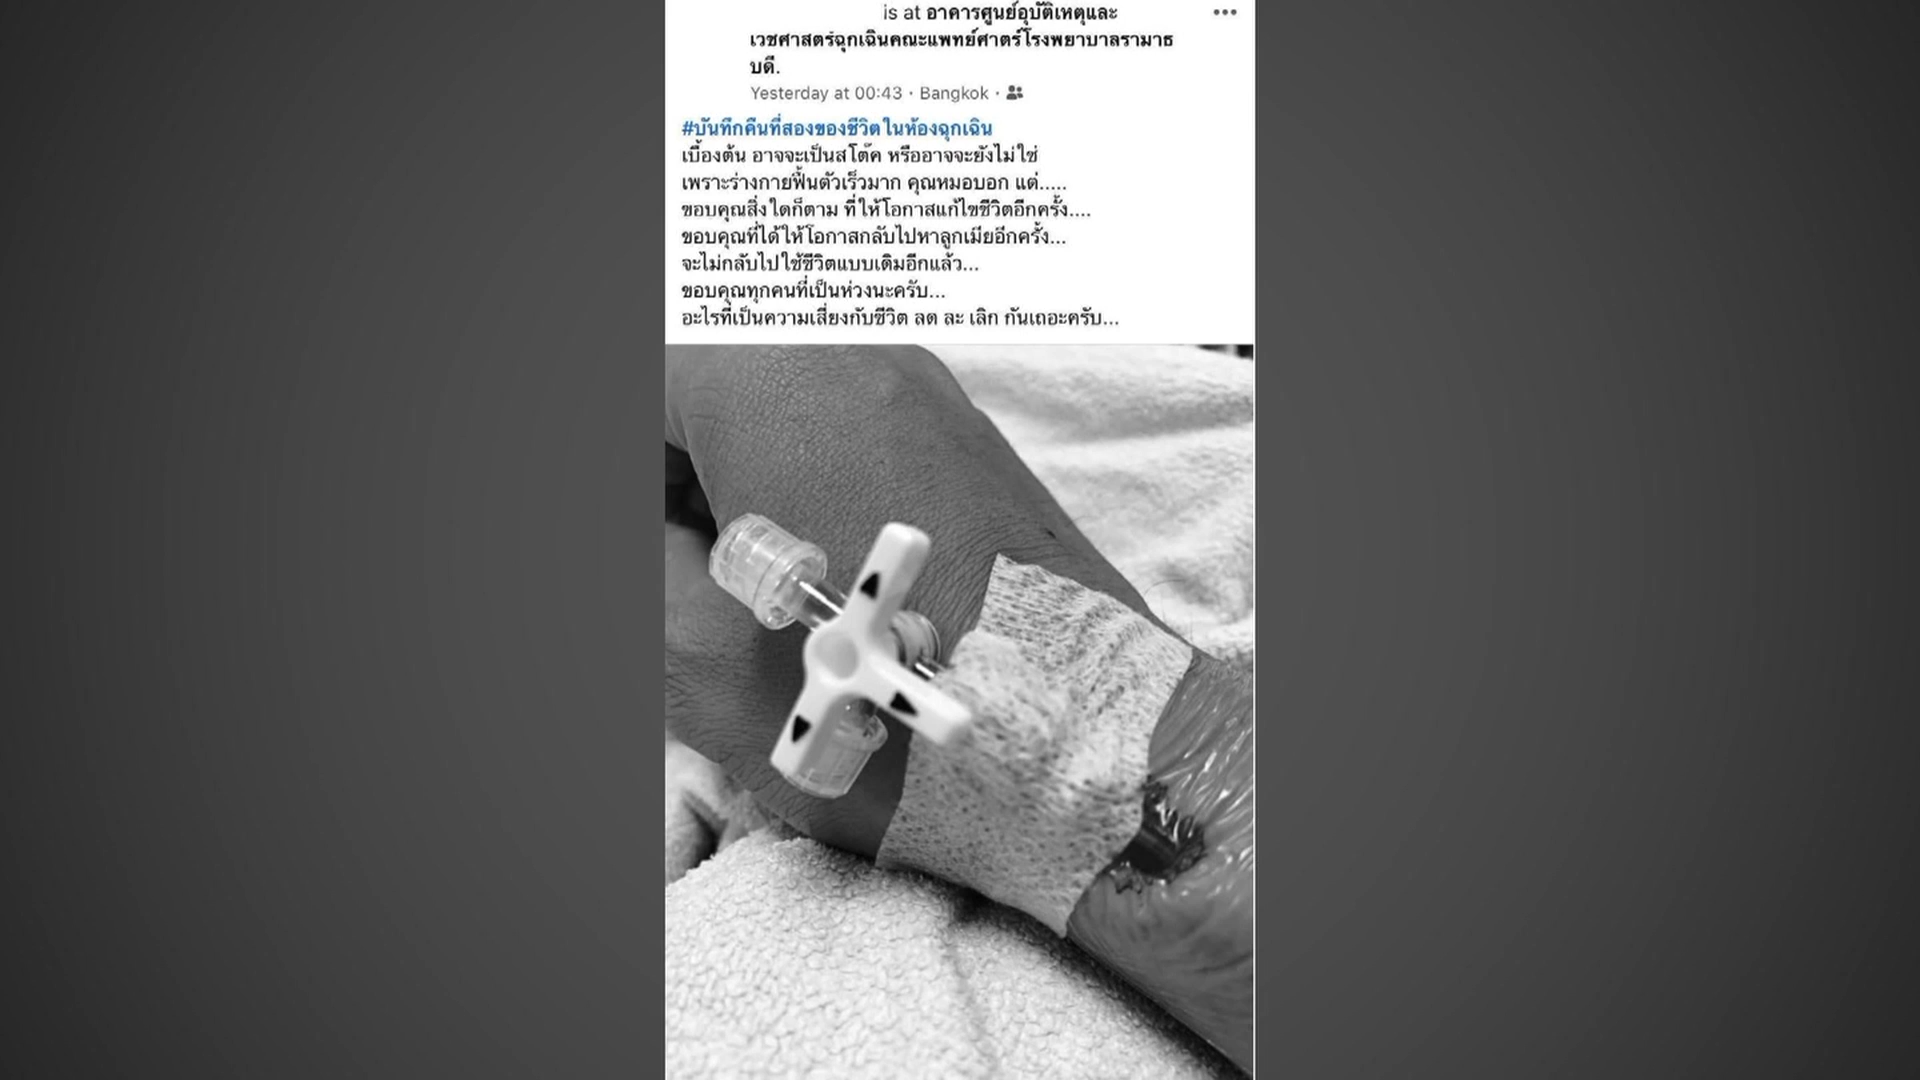 is at อาคารศูนย์อุบัติเหตุและ
เวชศาสตร์ฉุกเฉินคณะแพทย์ศาตร์โรงพยาบาลรามาธ
บดี.
Yesterday at 00:43 · Bangkok ·
#บันทึกคืนที่สองของชีวิตในห้องฉุกเฉิน
เบื้องต้น อาจจะเป็นสโต๊ค หรืออาจจะยังไม่ใช่
เพราะร่างกายฟื้นตัวเร็วมาก คุณหมอบอก แต่.....
ขอบคุณสิ่งใดก็ตาม ที่ให้โอกาสแก้ไขชีวิตอีกครั้ง....
ขอบคุณที่ได้ให้โอกาสกลับไปหาลูกเมียอีกครั้ง...
จะไม่กลับไปใช้ชีวิตแบบเดิมอีกแล้ว...
ขอบคุณทุกคนที่เป็นห่วงนะครับ...
อะไรที่เป็นความเสี่ยงกับชีวิต ลด ละ เลิก กันเถอะครับ...